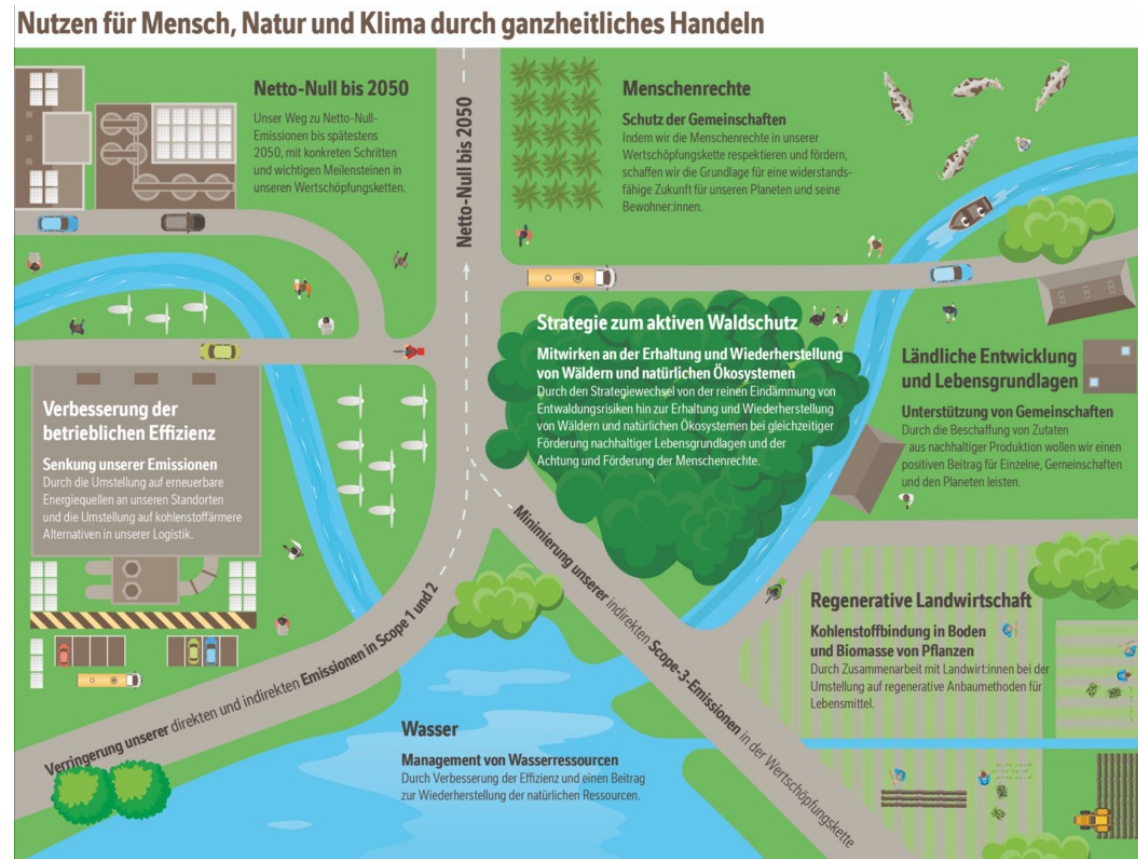 Nutzen für Mensch, Natur und Klima durch ganzheitliches Handeln
Netto-Null bis 2050
Unser Weg zu Netto-Null-
Emissionen bis spätestens
2050, mit konkreten Schritten
und wichtigen Meilensteinen in
unseren Wertschöpfungsketten.
Netto-Null bis 2050
Menschenrechte
Schutz der Gemeinschaften
Indem wir die Menschenrechte in unserer
Wertschöpfungskette respektieren und fördern,
schaffen wir die Grundlage für eine widerstands-
fähige Zukunft für unseren Planeten und seine
Bewohner:innen.
Strategie zum aktiven Waldschutz
Mitwirken an der Erhaltung und Wiederherstellung
von Wäldern und natürlichen Ökosystemen
Durch den Strategiewechsel von der reinen Eindämmung von
Entwaldungsrisiken hin zur Erhaltung und Wiederherstellung
von Wäldern und natürlichen Ökosystemen bei gleichzeitiger
Förderung nachhaltiger Lebensgrundlagen und der
Achtung und Förderung der Menschenrechte.
Ländliche Entwicklung
und Lebensgrundlagen
Unterstützung von Gemeinschaften
Durch die Beschaffung von Zutaten
aus nachhaltiger Produktion wollen wir einen
positiven Beitrag für Einzelne, Gemeinschaften
und den Planeten leisten.
Verbesserung der
betrieblichen Effizienz
Senkung unserer Emissionen
Durch die Umstellung auf erneuerbare
Energiequellen an unseren Standorten
und die Umstellung auf kohlenstoffärmere
Alternativen in unserer Logistik.
Verringerung unserer direkten und indirekten Emissionen in Scope 1 und 2
Minimierung unserer indirekten Scope-3-Emissionen in der Wertschöpfungskette
Regenerative Landwirtschaft
Kohlenstoffbindung in Boden
und Biomasse von Pflanzen
Durch Zusammenarbeit mit Landwirt:innen bei der
Umstellung auf regenerative Anbaumethoden für
Lebensmittel.
Wasser
Management von Wasserressourcen
Durch Verbesserung der Effizienz und einen Beitrag
zur Wiederherstellung der natürlichen Ressourcen.